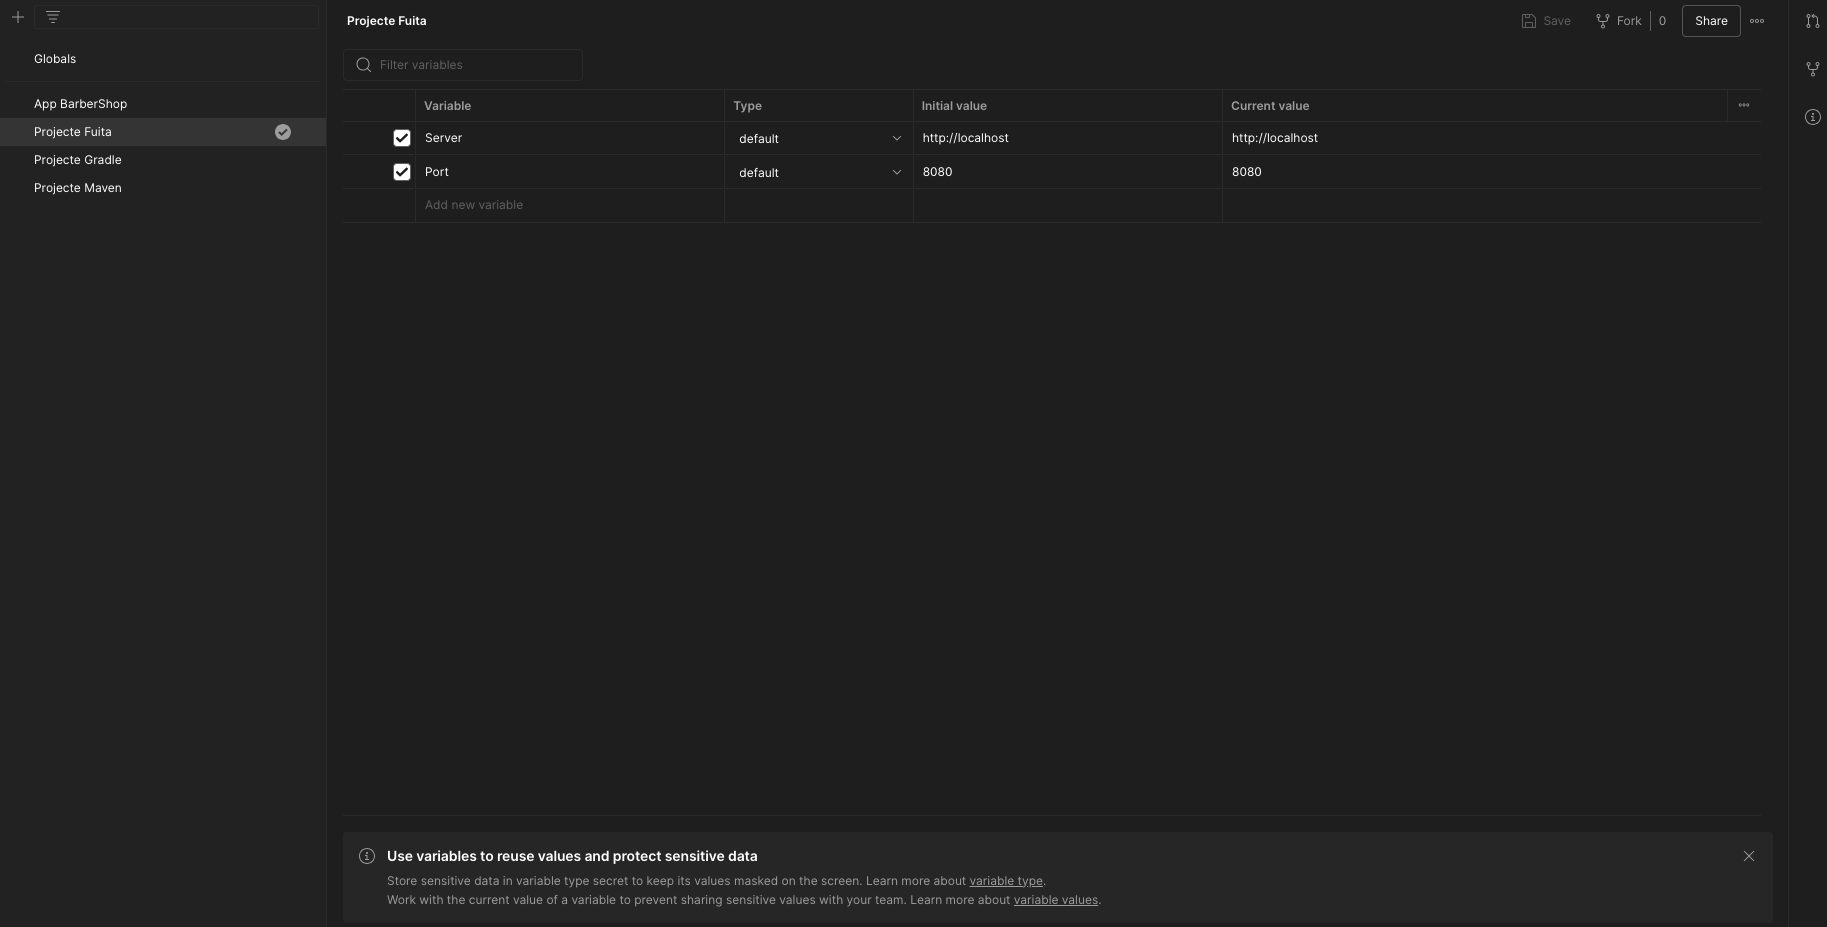 Globals
App BarberShop
Projecte Fuita
Projecte Gradle
Projecte Maven
Projecte Fuita
Save Fork 0 Share
Filter variables
Variable Type Initial value Current value
Server default http://localhost http://localhost
Port default 8080 8080
Add new variable
Use variables to reuse values and protect sensitive data
Store sensitive data in variable type secret to keep its values masked on the screen. Learn more about variable type.
Work with the current value of a variable to prevent sharing sensitive values with your team. Learn more about variable values.